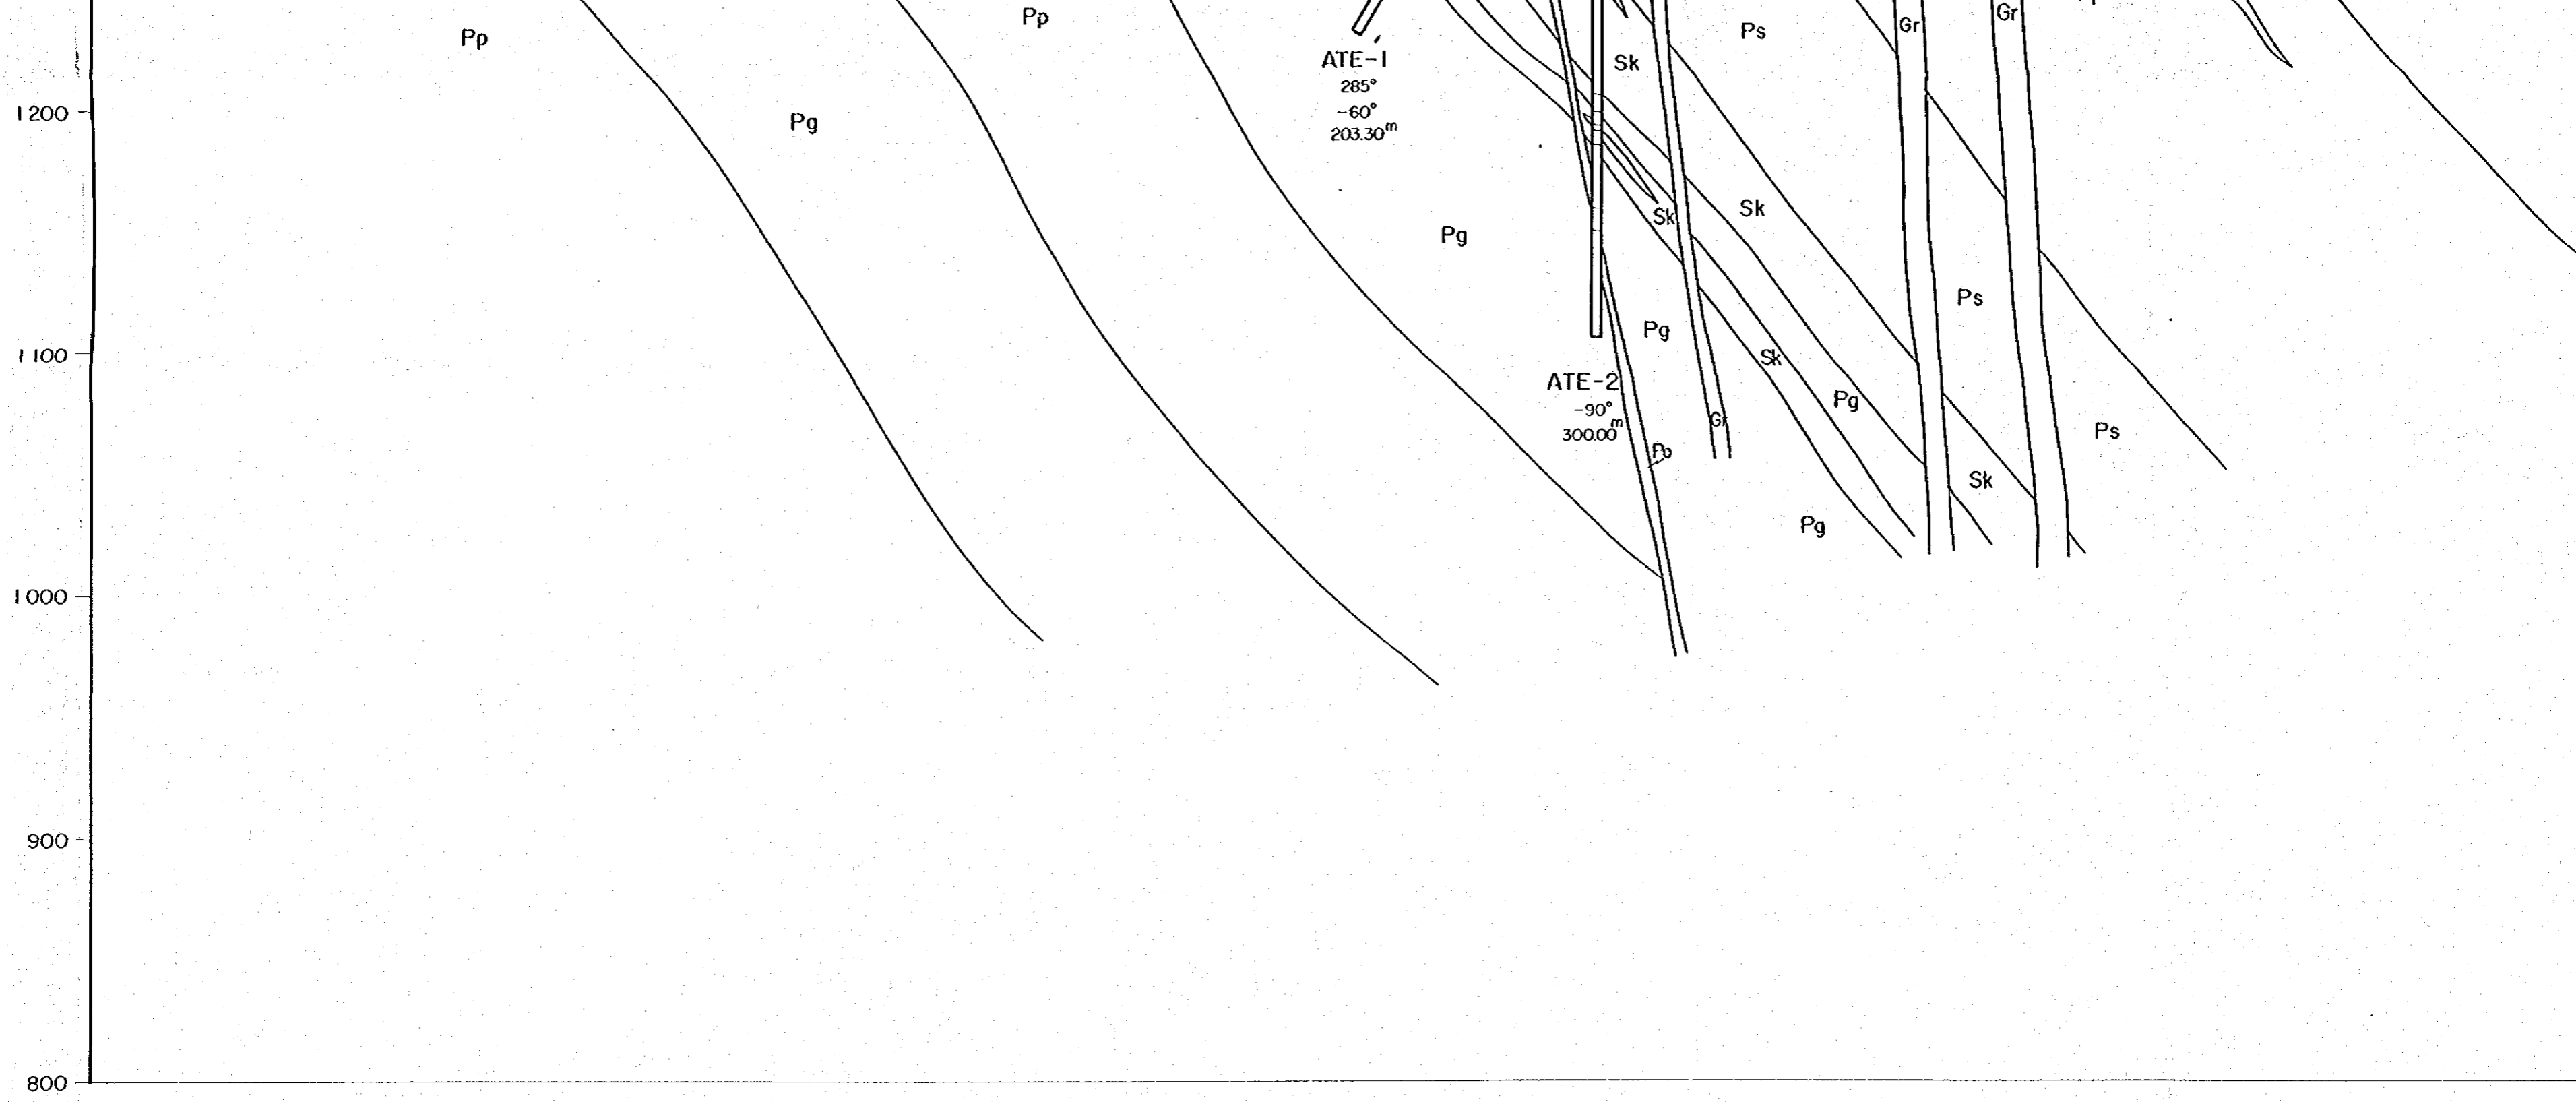 Pp
Pp
Gr
Gr
Ps
ATE-1
285°
-60°
203.30m
Sk
1200
Pg
Pg
Sk
Sk
Ps
Pg
1100
Sk
ATE-2
-90°
300.00m
Pg
Gr
Po
Ps
Sk
Pg
1000
900
800